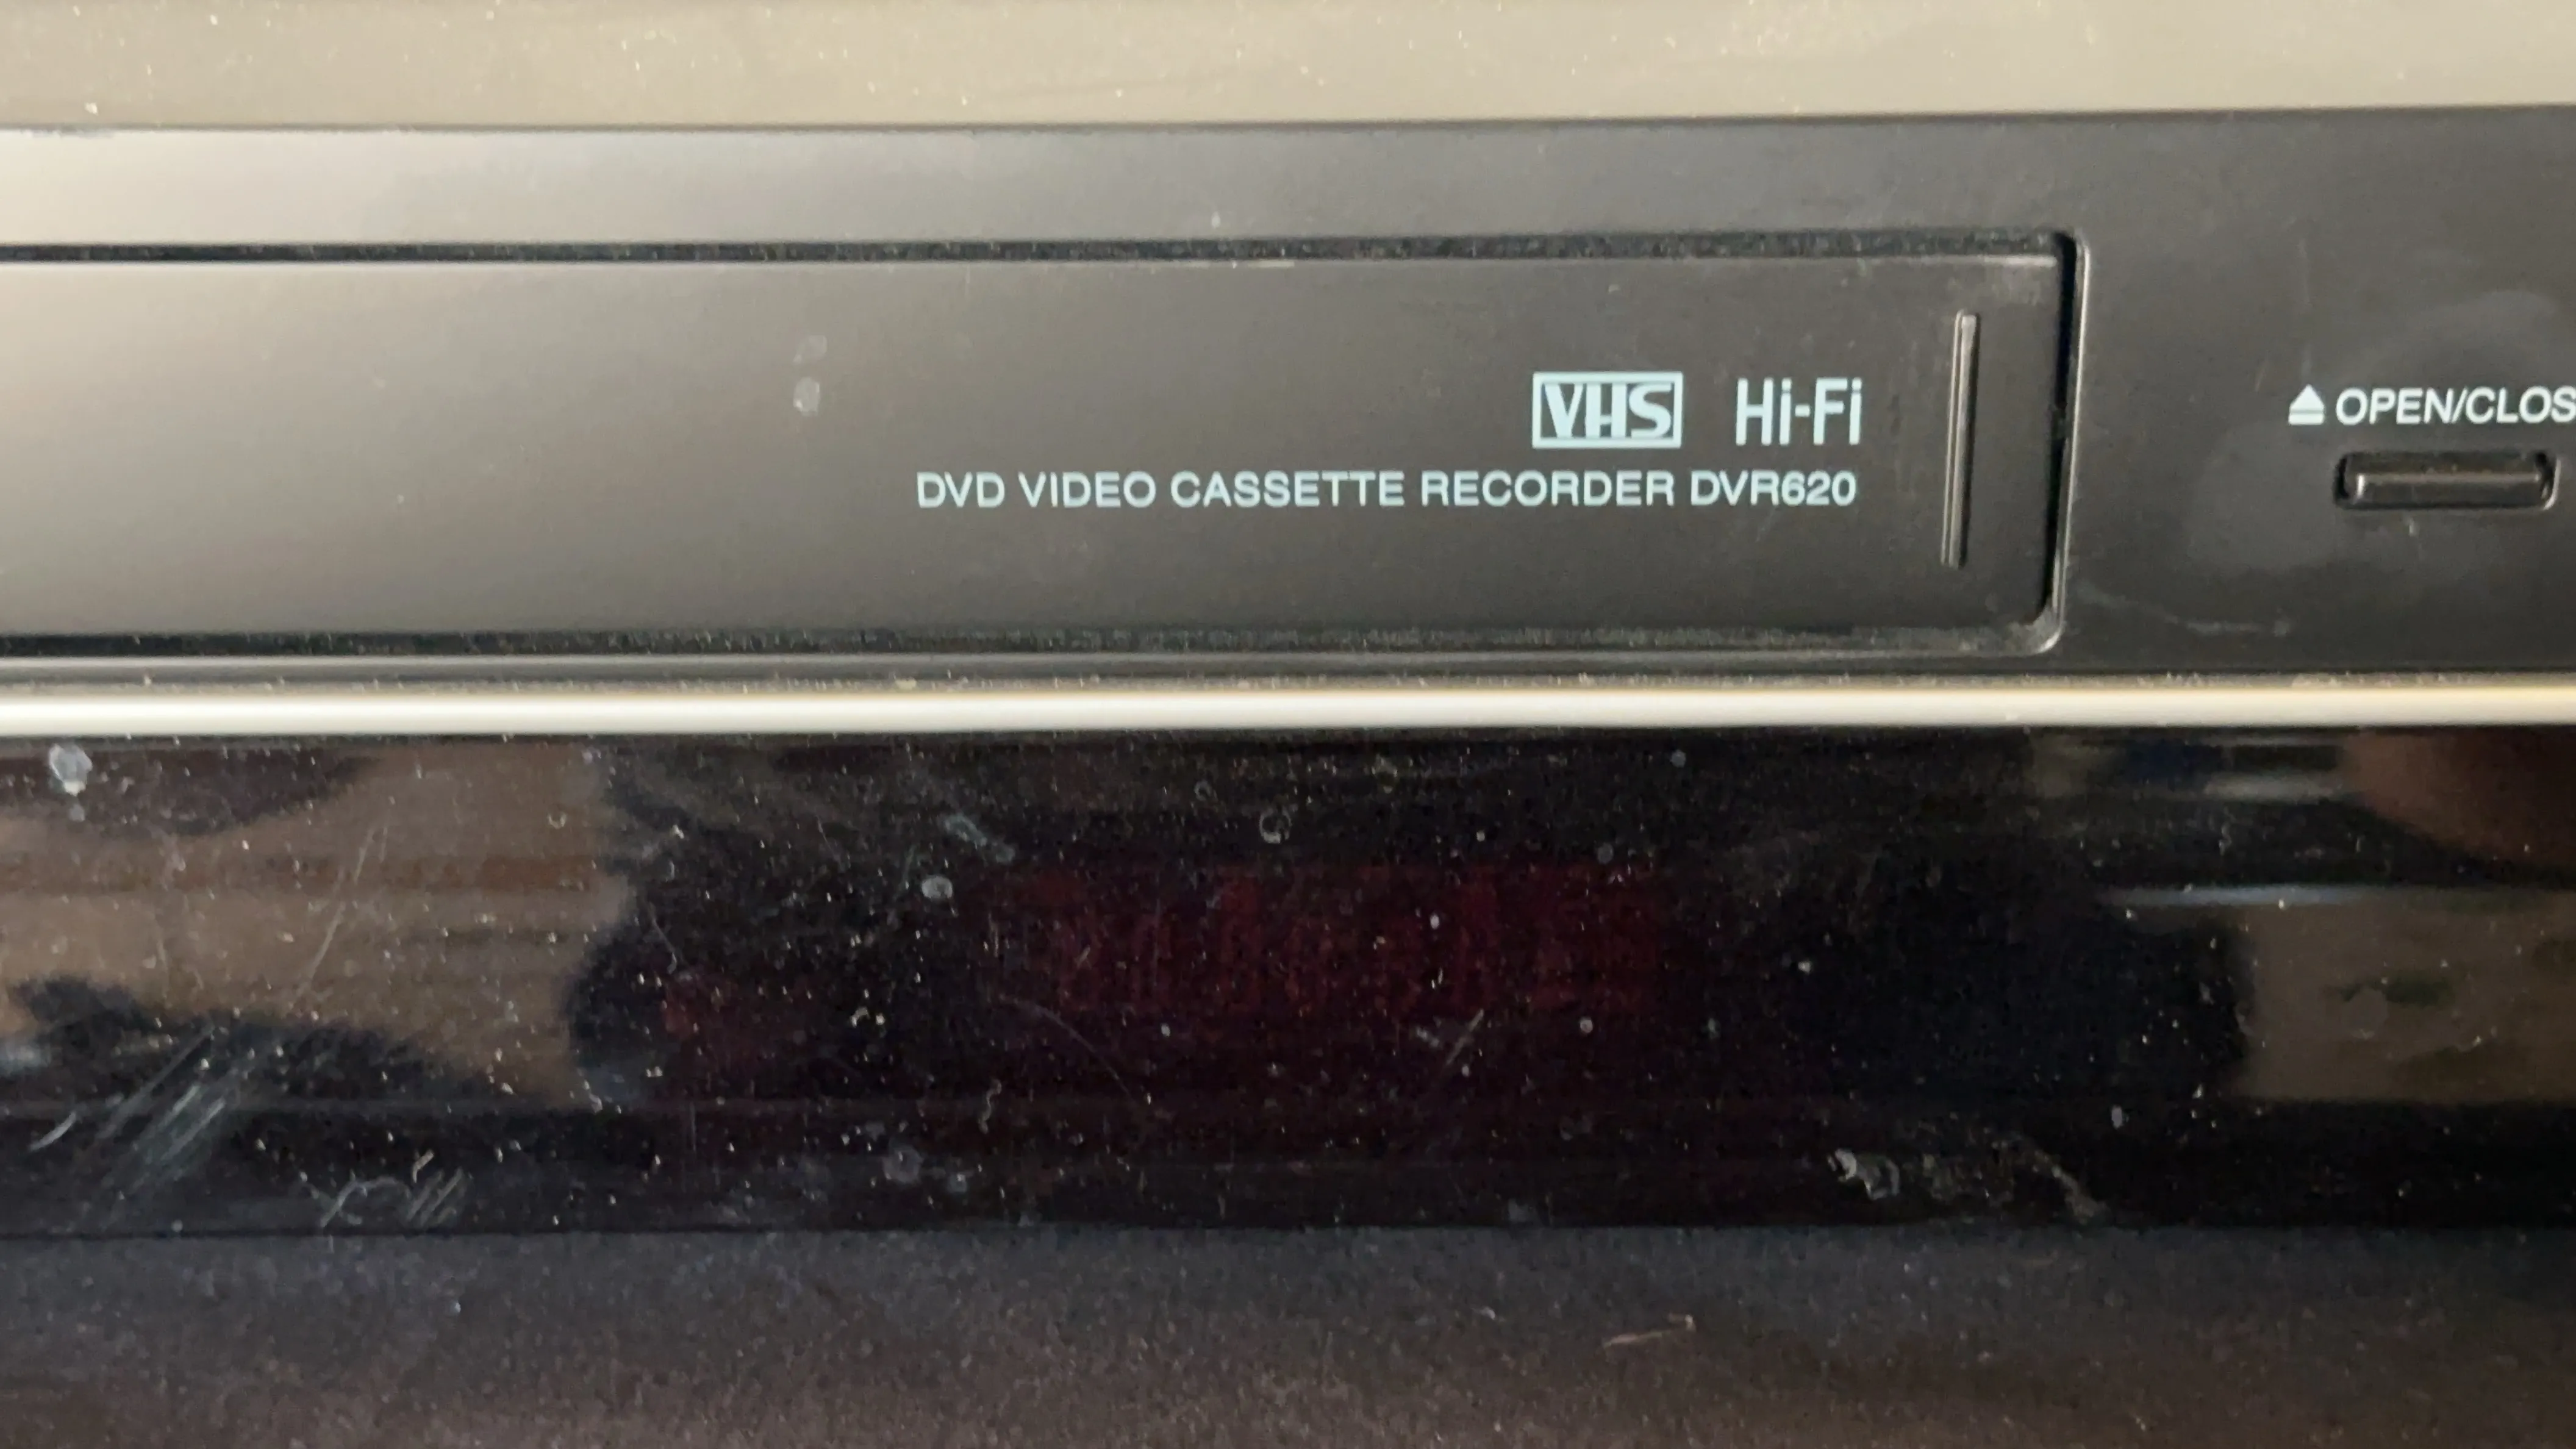 VHS Hi-Fi
DVD VIDEO CASSETTE RECORDER DVR620
OPEN/CLOS